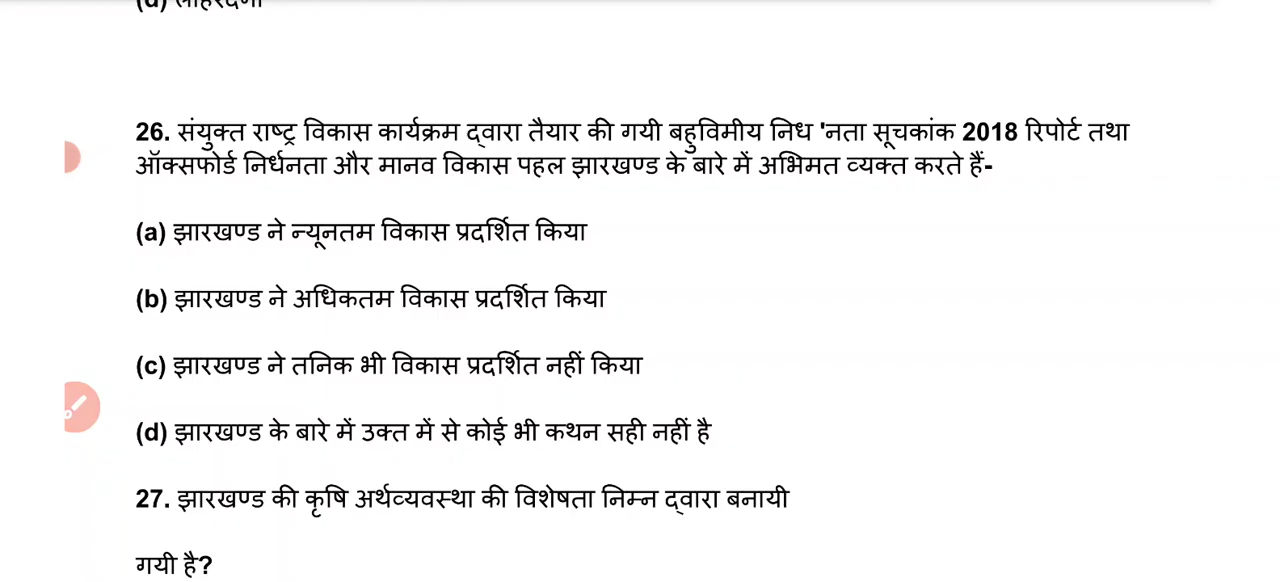 26. संयुक्त राष्ट्र विकास कार्यक्रम द्वारा तैयार की गयी बहुविमीय निध 'नता सूचकांक 2018 रिपोर्ट तथा
ऑक्सफोर्ड निर्धनता और मानव विकास पहल झारखण्ड के बारे में अभिमत व्यक्त करते हैं-
(a) झारखण्ड ने न्यूनतम विकास प्रदर्शित किया
(b) झारखण्ड ने अधिकतम विकास प्रदर्शित किया
(c) झारखण्ड ने तनिक भी विकास प्रदर्शित नहीं किया
(d) झारखण्ड के बारे में उक्त में से कोई भी कथन सही नहीं है
27. झारखण्ड की कृषि अर्थव्यवस्था की विशेषता निम्न द्वारा बनायी
गयी है?